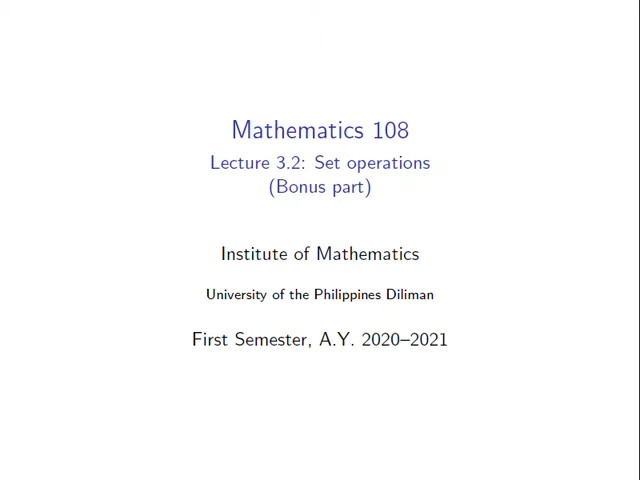 Mathematics 108
Lecture 3.2: Set operations
(Bonus part)
Institute of Mathematics
University of the Philippines Diliman
First Semester, A.Y. 2020–2021